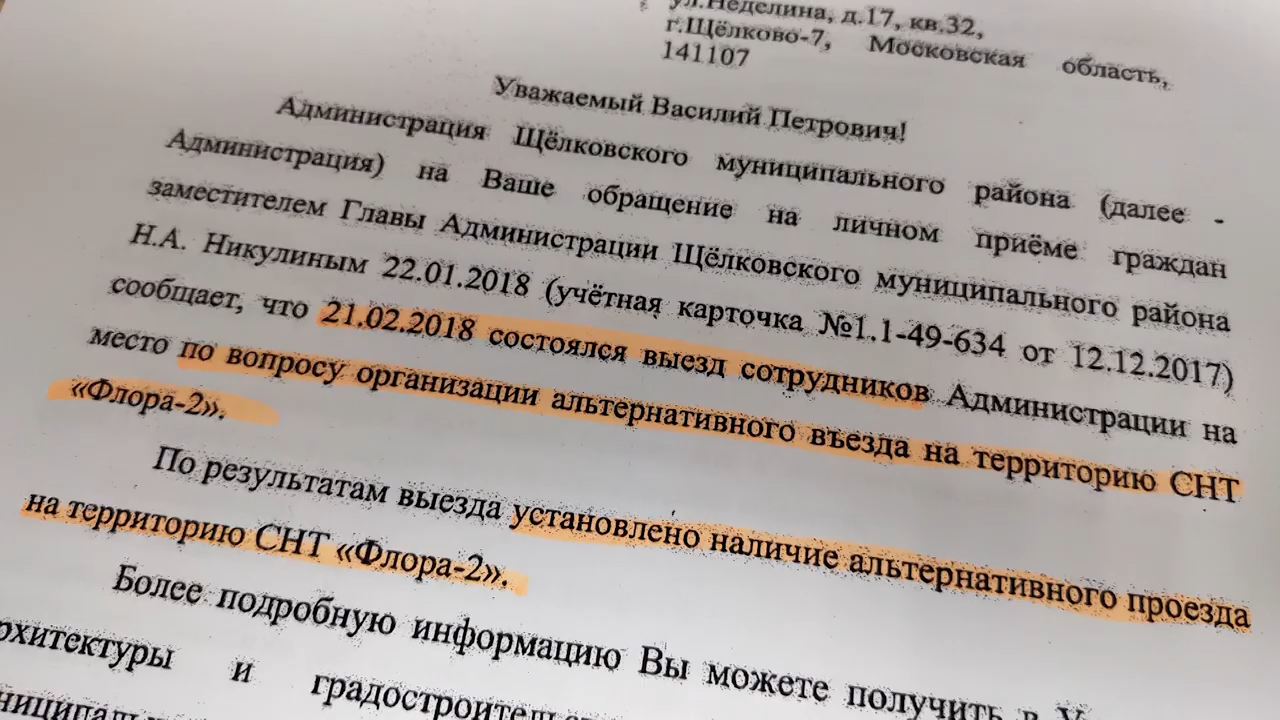 ул.Неделина, д.17, кв.32,
г.Щёлково-7, Московская область,
141107
Уважаемый Василий Петрович!
Администрация Щёлковского муниципального района (далее -
Администрация) на Ваше обращение на личном приёме граждан
заместителем Главы Администрации Щёлковского муниципального района
Н.А. Никулиным 22.01.2018 (учётная карточка №1.1-49-634 от 12.12.2017)
сообщает, что 21.02.2018 состоялся выезд сотрудников Администрации на
место по вопросу организации альтернативного въезда на территорию СНТ
«Флора-2».
По результатам выезда установлено наличие альтернативного проезда
на территорию СНТ «Флора-2».
Более подробную информацию Вы можете получить в
рхитектуры и градостроительс